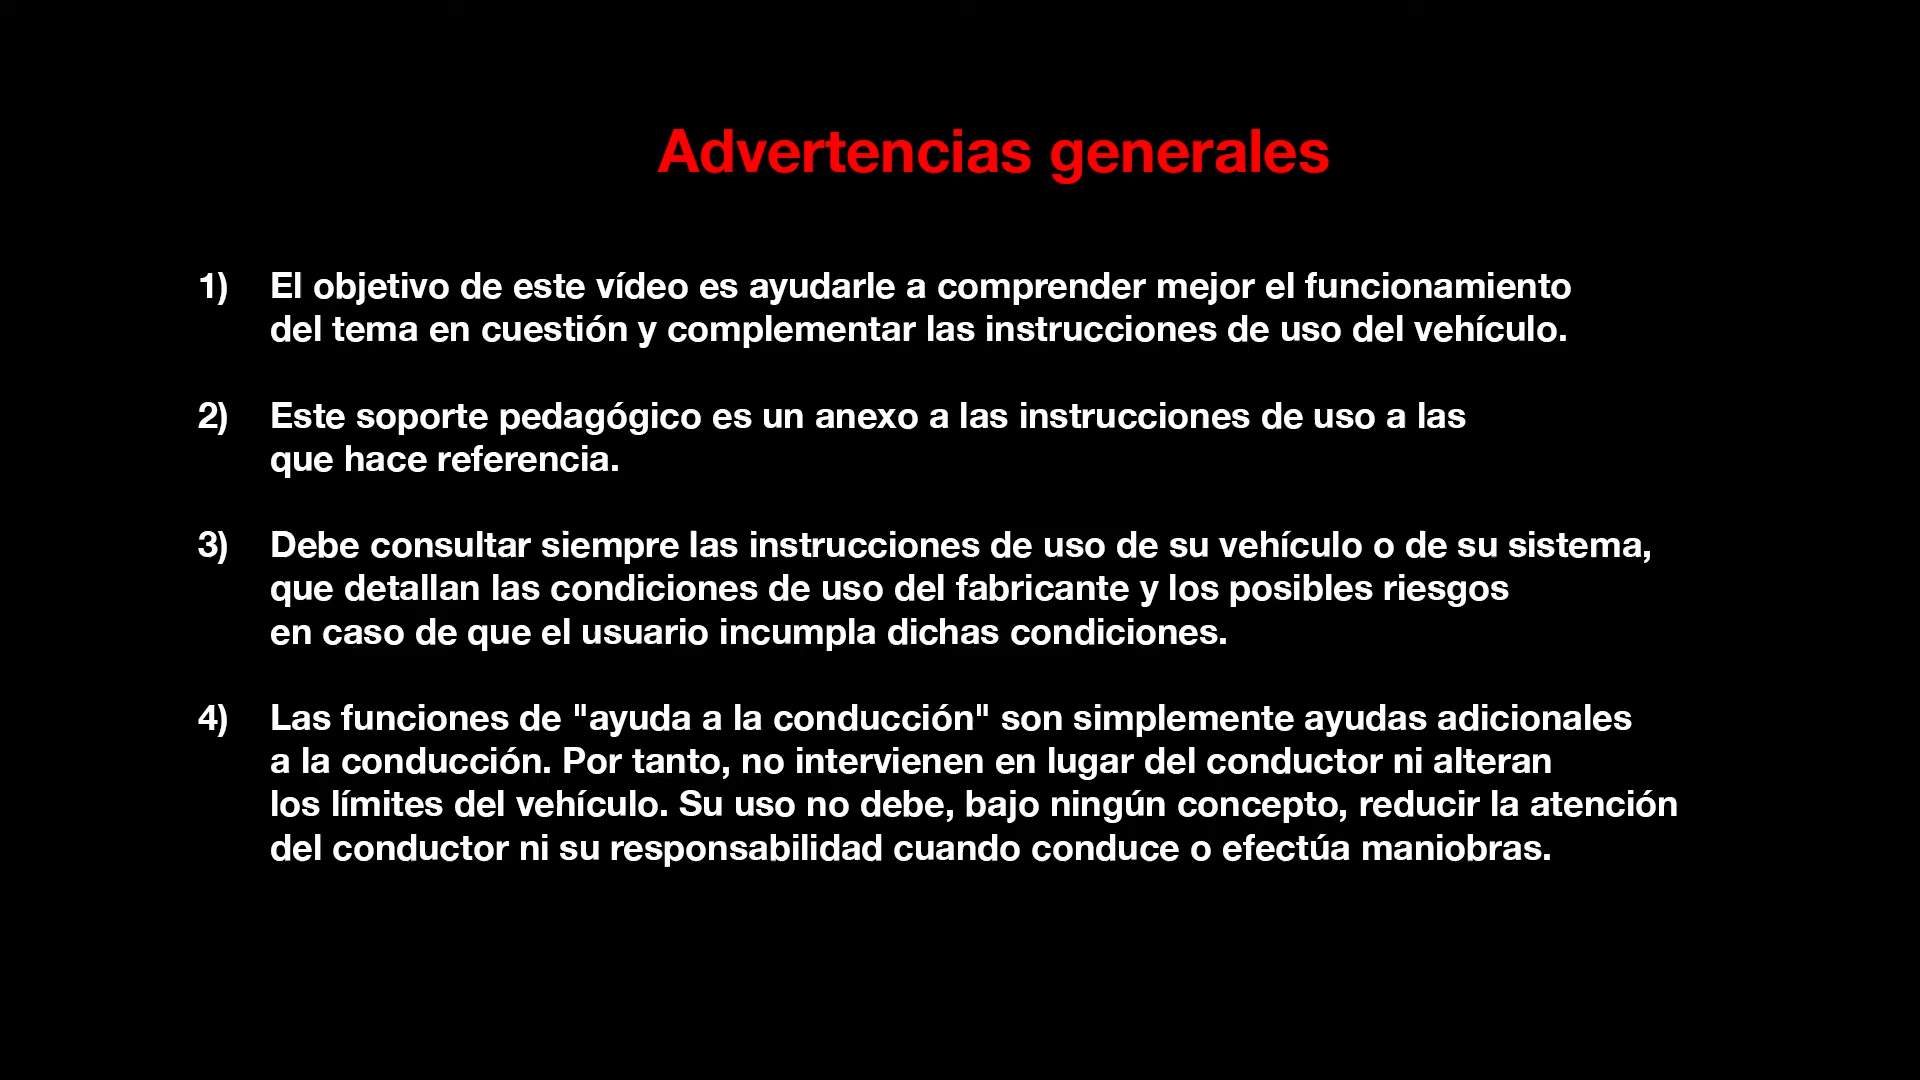 Advertencias generales
1) El objetivo de este vídeo es ayudarle a comprender mejor el funcionamiento
del tema en cuestión y complementar las instrucciones de uso del vehículo.
2) Este soporte pedagógico es un anexo a las instrucciones de uso a las
que hace referencia.
3) Debe consultar siempre las instrucciones de uso de su vehículo o de su sistema,
que detallan las condiciones de uso del fabricante y los posibles riesgos
en caso de que el usuario incumpla dichas condiciones.
4) Las funciones de "ayuda a la conducción" son simplemente ayudas adicionales
a la conducción. Por tanto, no intervienen en lugar del conductor ni alteran
los límites del vehículo. Su uso no debe, bajo ningún concepto, reducir la atención
del conductor ni su responsabilidad cuando conduce o efectúa maniobras.